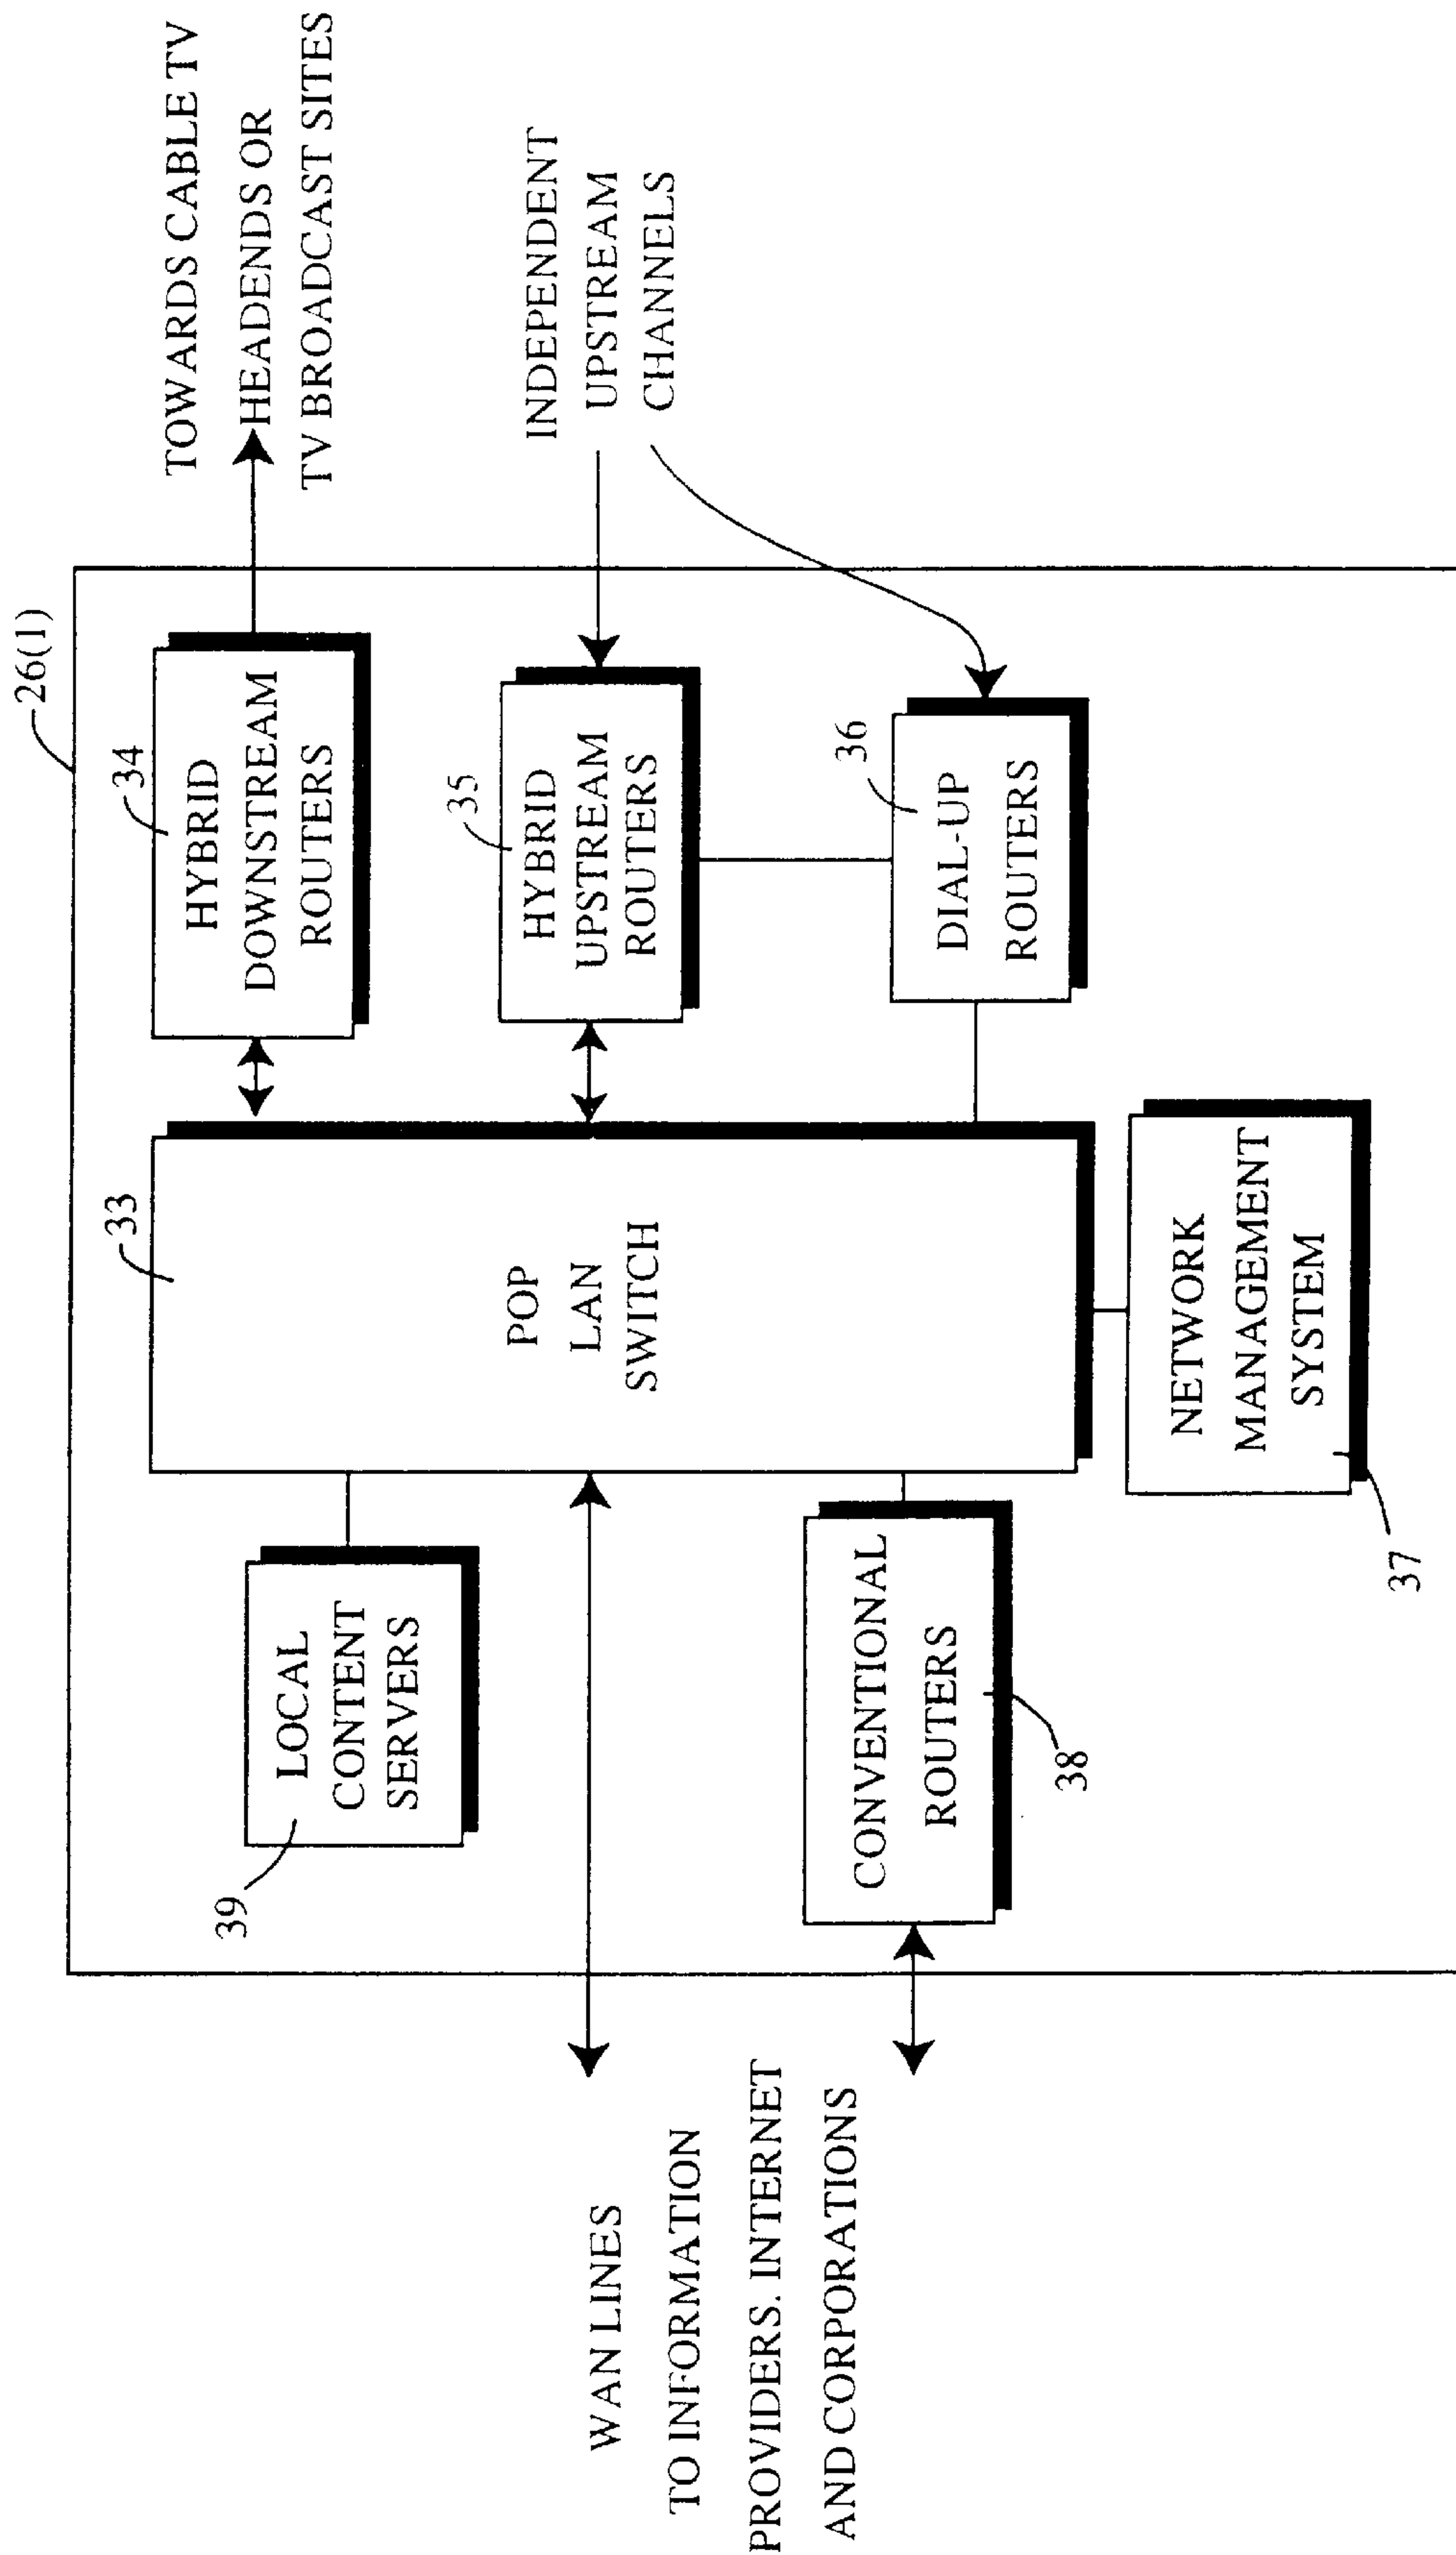 26(1)
TOWARDS CABLE TV
HEADENDS OR
TV BROADCAST SITES
34
HYBRID
DOWNSTREAM
ROUTERS
INDEPENDENT
UPSTREAM
CHANNELS
35
HYBRID
UPSTREAM
ROUTERS
36
DIAL-UP
ROUTERS
33
POP
LAN
SWITCH
NETWORK
MANAGEMENT
SYSTEM
37
39
LOCAL
CONTENT
SERVERS
CONVENTIONAL
ROUTERS
38
WAN LINES
TO INFORMATION
PROVIDERS. INTERNET
AND CORPORATIONS